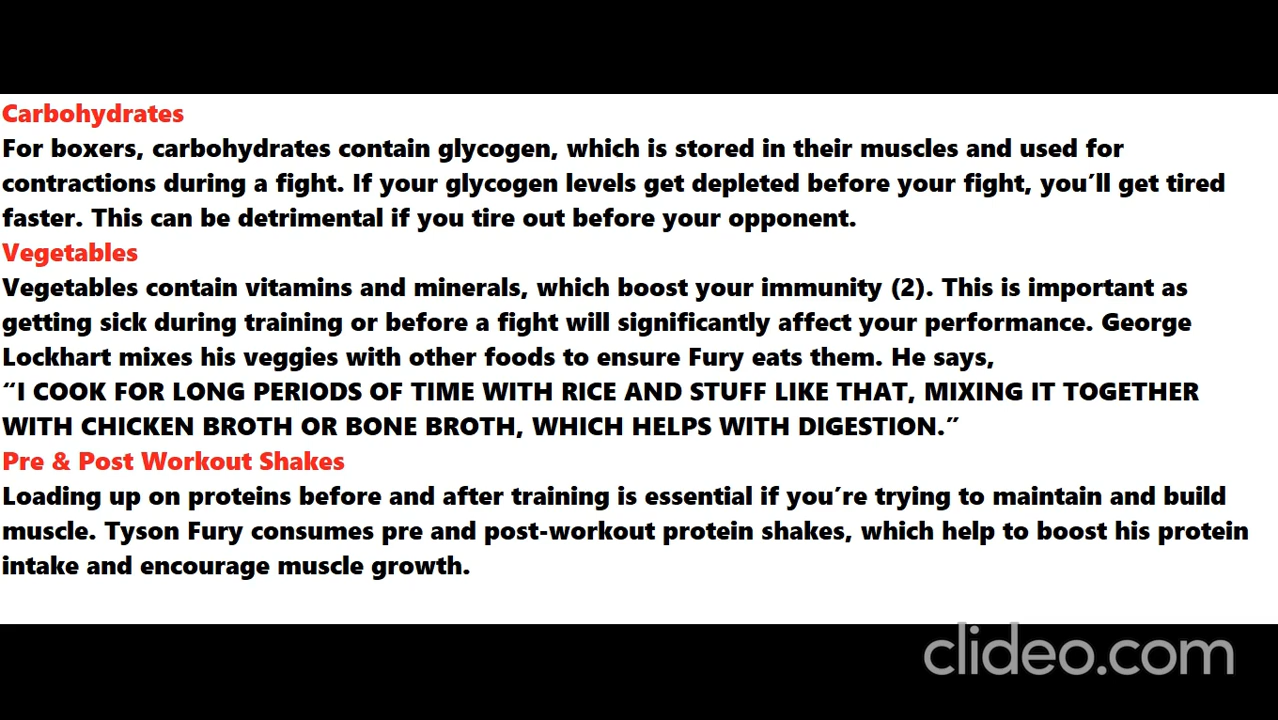 Carbohydrates
For boxers, carbohydrates contain glycogen, which is stored in their muscles and used for
contractions during a fight. If your glycogen levels get depleted before your fight, you’ll get tired
faster. This can be detrimental if you tire out before your opponent.
Vegetables
Vegetables contain vitamins and minerals, which boost your immunity (2). This is important as
getting sick during training or before a fight will significantly affect your performance. George
Lockhart mixes his veggies with other foods to ensure Fury eats them. He says,
“I COOK FOR LONG PERIODS OF TIME WITH RICE AND STUFF LIKE THAT, MIXING IT TOGETHER
WITH CHICKEN BROTH OR BONE BROTH, WHICH HELPS WITH DIGESTION.”
Pre & Post Workout Shakes
Loading up on proteins before and after training is essential if you’re trying to maintain and build
muscle. Tyson Fury consumes pre and post-workout protein shakes, which help to boost his protein
intake and encourage muscle growth.
clideo.com